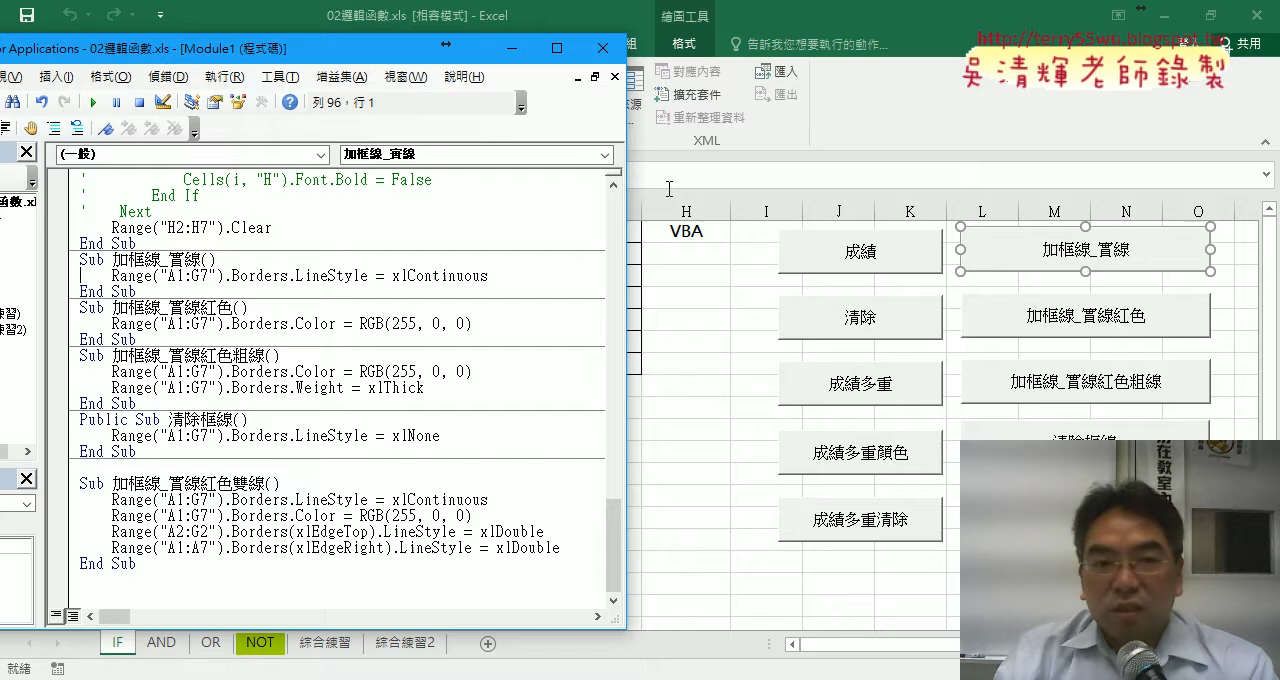 02邏輯函數.xls [相容模式] - Excel
繪圖工具
http://terry55wu.blogspot.tw
吳清輝老師錄製
格式
告訴我您想要執行的動作...
共用
or Applications - 02邏輯函數.xls - [Module1 (程式碼)]
插入(I) 格式(O) 偵錯(D) 執行(R) 工具(T) 增益集(A) 視窗(W) 說明(H)
列 96，行 1
對應內容
擴充套件
重新整理資料
匯入
匯出
XML
(一般)
加框線_實線
' Cells(i, "H").Font.Bold = False
' End If
' Next
Range("H2:H7").Clear
End Sub
Sub 加框線_實線()
Range("A1:G7").Borders.LineStyle = xlContinuous
End Sub
Sub 加框線_實線紅色()
Range("A1:G7").Borders.Color = RGB(255, 0, 0)
End Sub
Sub 加框線_實線紅色粗線()
Range("A1:G7").Borders.Color = RGB(255, 0, 0)
Range("A1:G7").Borders.Weight = xlThick
End Sub
Public Sub 清除框線()
Range("A1:G7").Borders.LineStyle = xlNone
End Sub
Sub 加框線_實線紅色雙線()
Range("A1:G7").Borders.LineStyle = xlContinuous
Range("A1:G7").Borders.Color = RGB(255, 0, 0)
Range("A2:G2").Borders(xlEdgeTop).LineStyle = xlDouble
Range("A1:A7").Borders(xlEdgeRight).LineStyle = xlDouble
End Sub
H I J K L M N O
VBA
成績
清除
成績多重
成績多重顏色
成績多重清除
加框線_實線
加框線_實線紅色
加框線_實線紅色粗線
清除框線
IF AND OR NOT 綜合練習 綜合練習2
就緒